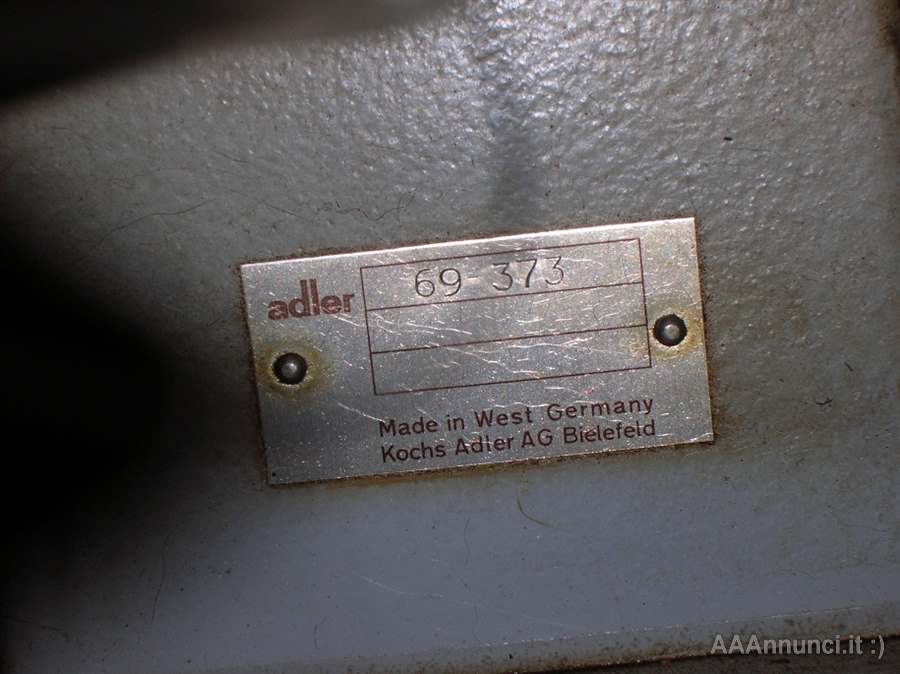 adler
69-373
Made in West Germany
Kochs Adler AG Bielefeld
AAAnnunci.it :)